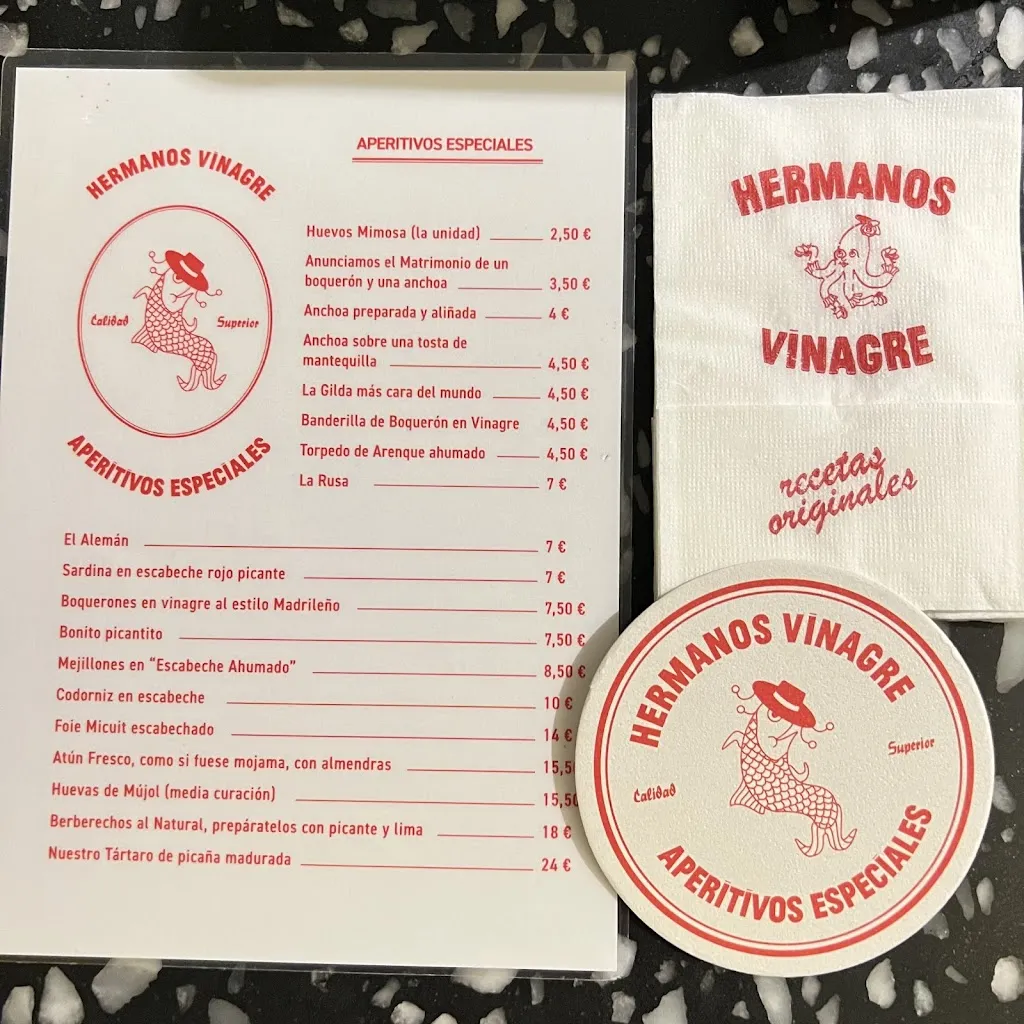 HERMANOS VINAGRE
Calidad Superior
APERITIVOS ESPECIALES
APERITIVOS ESPECIALES
Huevos Mimosa (la unidad) 2,50 €
Anunciamos el Matrimonio de un
boquerón y una anchoa 3,50 €
Anchoa preparada y aliñada 4 €
Anchoa sobre una tosta de
mantequilla 4,50 €
La Gilda más cara del mundo 4,50 €
Banderilla de Boquerón en Vinagre 4,50 €
Torpedo de Arenque ahumado 4,50 €
La Rusa 7 €
El Alemán 7 €
Sardina en escabeche rojo picante 7 €
Boquerones en vinagre al estilo Madrileño 7,50 €
Bonito picantito 7,50 €
Mejillones en “Escabeche Ahumado” 8,50 €
Codorniz en escabeche 10 €
Foie Micuit escabechado 14 €
Atún Fresco, como si fuese mojama, con almendras 15,5
Huevas de Mújol (media curación) 15,50
Berberechos al Natural, prepáratelos con picante y lima 18 €
Nuestro Tártaro de picaña madurada 24 €
HERMANOS
VINAGRE
recetas
originales
HERMANOS VINAGRE
Calidad Superior
APERITIVOS ESPECIALES